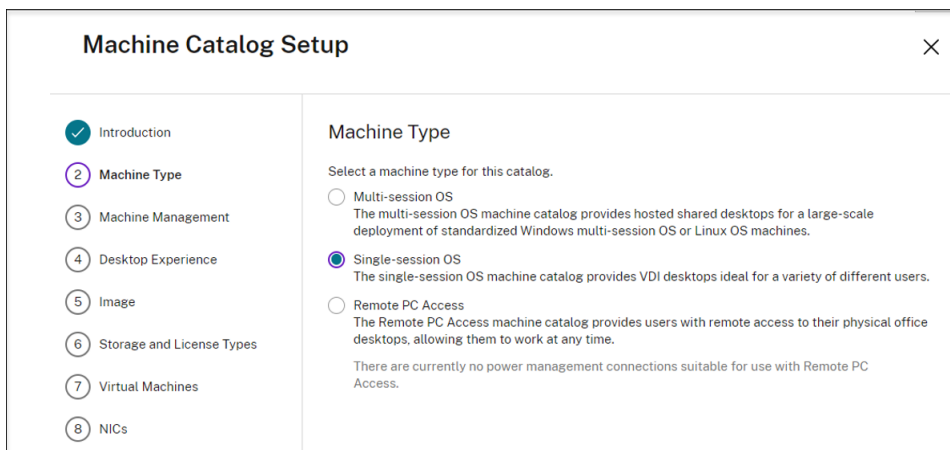 Machine Catalog Setup
Introduction
2 Machine Type
3 Machine Management
4 Desktop Experience
5 Image
6 Storage and License Types
7 Virtual Machines
8 NICs
Machine Type
Select a machine type for this catalog.
Multi-session OS
The multi-session OS machine catalog provides hosted shared desktops for a large-scale
deployment of standardized Windows multi-session OS or Linux OS machines.
Single-session OS
The single-session OS machine catalog provides VDI desktops ideal for a variety of different users.
Remote PC Access
The Remote PC Access machine catalog provides users with remote access to their physical office
desktops, allowing them to work at any time.
There are currently no power management connections suitable for use with Remote PC
Access.